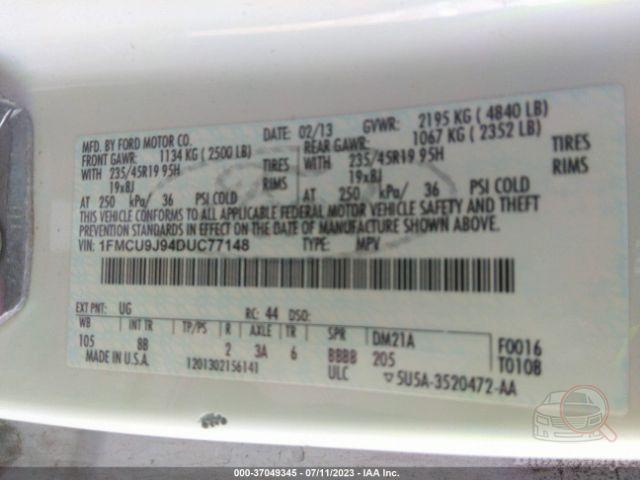 MFD. BY FORD MOTOR CO.
DATE: 02/13 GVWR: 2195 KG ( 4840 LB)
FRONT GAWR: 1134 KG ( 2500 LB) REAR GAWR: 1067 KG ( 2352 LB)
WITH 235/45R19 95H TIRES WITH 235/45R19 95H TIRES
19x8J RIMS 19x8J RIMS
AT 250 kPa/ 36 PSI COLD AT 250 kPa/ 36 PSI COLD
THIS VEHICLE CONFORMS TO ALL APPLICABLE FEDERAL MOTOR VEHICLE SAFETY AND THEFT
PREVENTION STANDARDS IN EFFECT ON THE DATE OF MANUFACTURE SHOWN ABOVE.
VIN: 1FMCU9J94DUC77148 TYPE: MPV
EXT PNT: UG RC: 44 DSO:
WB INT TR TP/PS R AXLE TR SPR DM21A F0016
105 8B 2 3A 6 BBBB 205 T0108
MADE IN U.S.A. 1201302156141 ULC ▽5U5A-3520472-AA
000-37049345 / 07/11/2023 / IAA Inc.